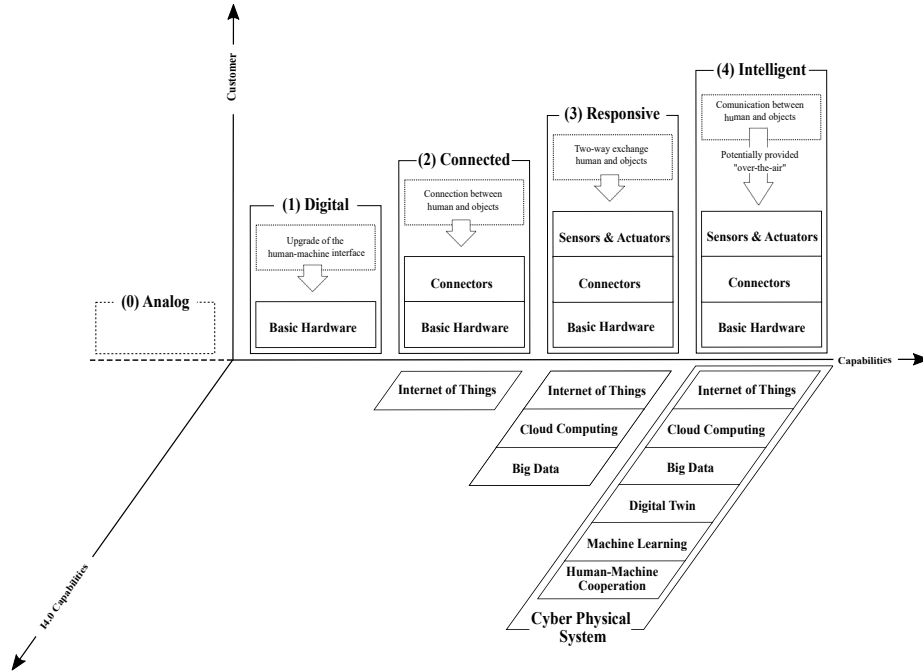 Customer
(0) Analog
(1) Digital
Upgrade of the
human-machine interface
Basic Hardware
(2) Connected
Connection between
human and objects
Connectors
Basic Hardware
(3) Responsive
Two-way exchange
human and objects
Sensors & Actuators
Connectors
Basic Hardware
(4) Intelligent
Comunication between
human and objects
Potentially provided
"over-the-air"
Sensors & Actuators
Connectors
Basic Hardware
Capabilities
Internet of Things
Internet of Things
Cloud Computing
Big Data
Internet of Things
Cloud Computing
Big Data
Digital Twin
Machine Learning
Human-Machine
Cooperation
Cyber Physical
System
I4.0 Capabilities